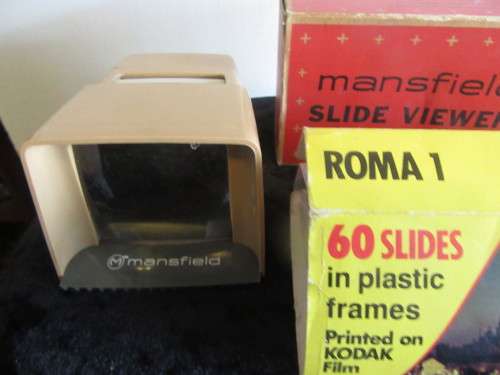 mansfield
SLIDE VIEWER
ROMA 1
60 SLIDES
in plastic
frames
Printed on
KODAK
Film
M mansfield